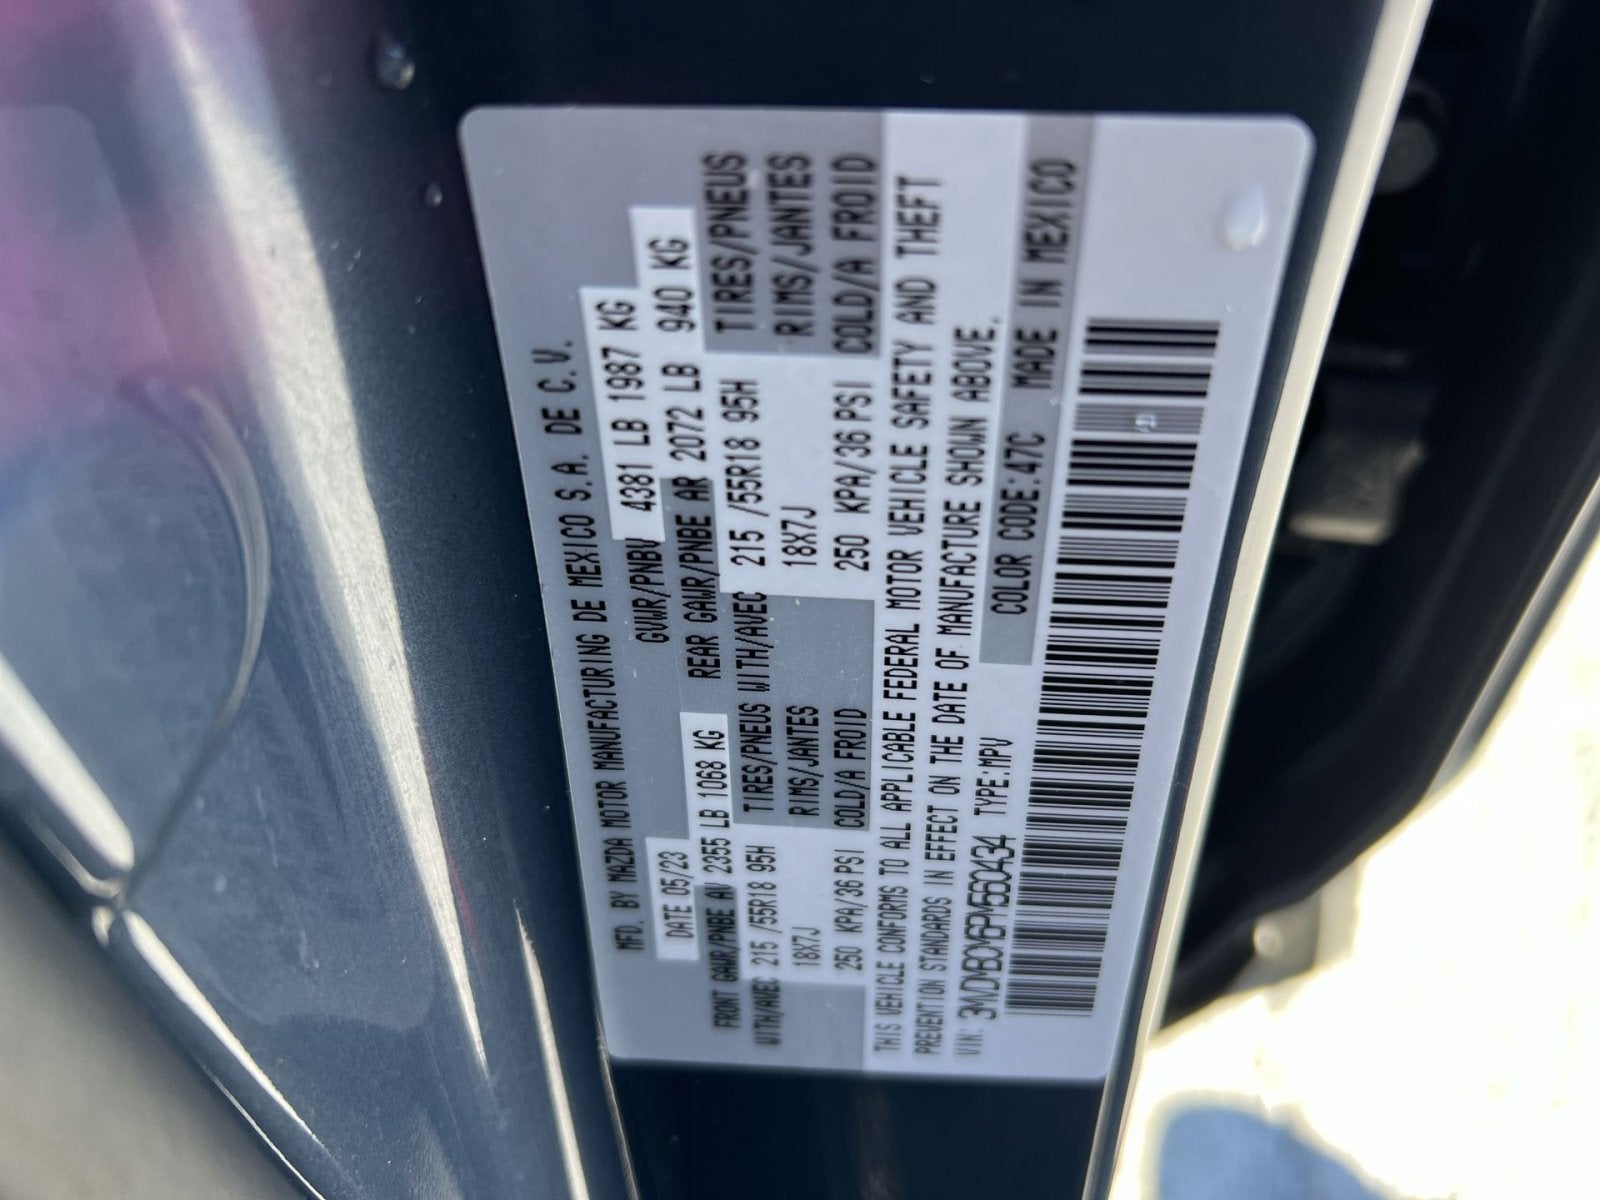 MFD. BY MAZDA MOTOR MANUFACTURING DE MEXICO S.A. DE C.V.
DATE 05/23 GVWR/PNBV 4381 LB 1987 KG
FRONT GAWR/PNBE AV 2355 LB 1068 KG REAR GAWR/PNBE AR 2072 LB 940 KG
WITH/AVEC 215 /55R18 95H TIRES/PNEUS WITH/AVEC 215 /55R18 95H TIRES/PNEUS
18X7J RIMS/JANTES 18X7J RIMS/JANTES
250 KPA/36 PSI COLD/A FROID 250 KPA/36 PSI COLD/A FROID
THIS VEHICLE CONFORMS TO ALL APPLICABLE FEDERAL MOTOR VEHICLE SAFETY AND THEFT
PREVENTION STANDARDS IN EFFECT ON THE DATE OF MANUFACTURE SHOWN ABOVE.
VIN: TYPE:MPV COLOR CODE:47C MADE IN MEXICO